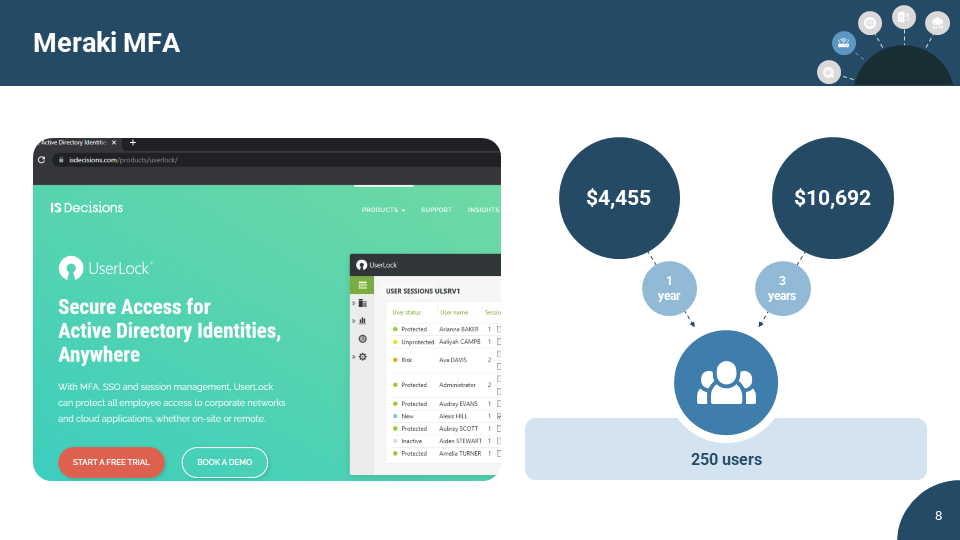 Meraki MFA
Active Directory Identiti
isdecisions.com/products/userlock/
IS Decisions
PRODUCTS
SUPPORT
INSIGHTS
UserLock
Secure Access for
Active Directory Identities,
Anywhere
With MFA, SSO and session management, UserLock
can protect all employee access to corporate networks
and cloud applications, whether on-site or remote.
START A FREE TRIAL
BOOK A DEMO
UserLock
USER SESSIONS ULSRV1
User status User name Sessio
Protected Arianna BAKER 1
Unprotected Aaliyah CAMPB 1
Risk Ava DAVIS 2
Protected Administrator 2
Protected Audrey EVANS 1
New Alexis HILL 1
Protected Aubrey SCOTT 1
Inactive Aiden STEWART 1
Protected Amelia TURNER 1
$4,455
$10,692
1
year
3
years
250 users
8